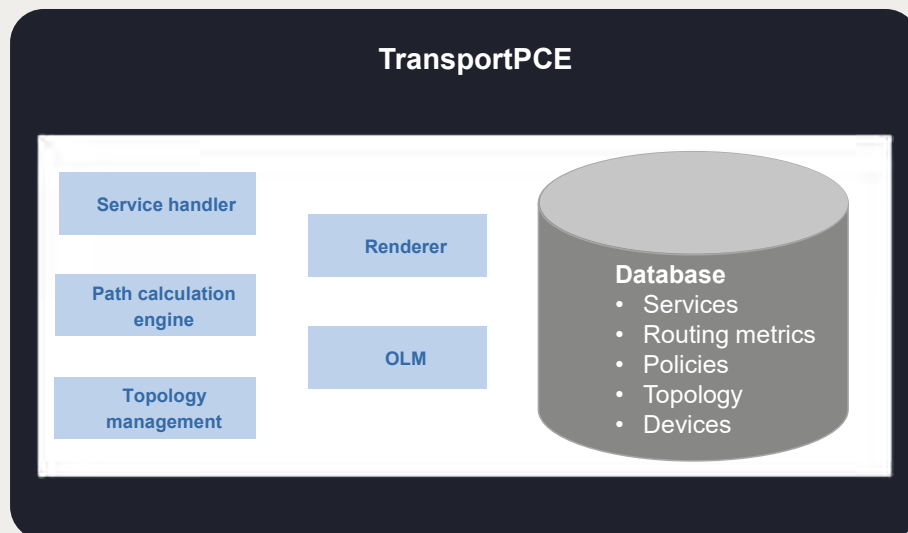 TransportPCE
Service handler
Path calculation
engine
Topology
management
Renderer
OLM
Database
• Services
• Routing metrics
• Policies
• Topology
• Devices